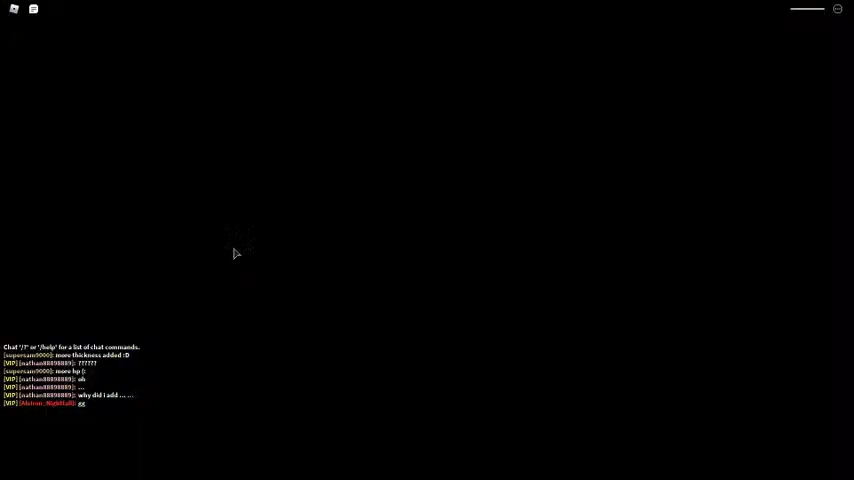 Chat '/?' or '/help' for a list of chat commands.
[supersam9000]: more thickness added :D
[VIP] [nathan88898889]: ??????
[supersam9000]: more hp (:
[VIP] [nathan88898889]: oh
[VIP] [nathan88898889]: ...
[VIP] [nathan88898889]: why did i add ... ...
[VIP] gg